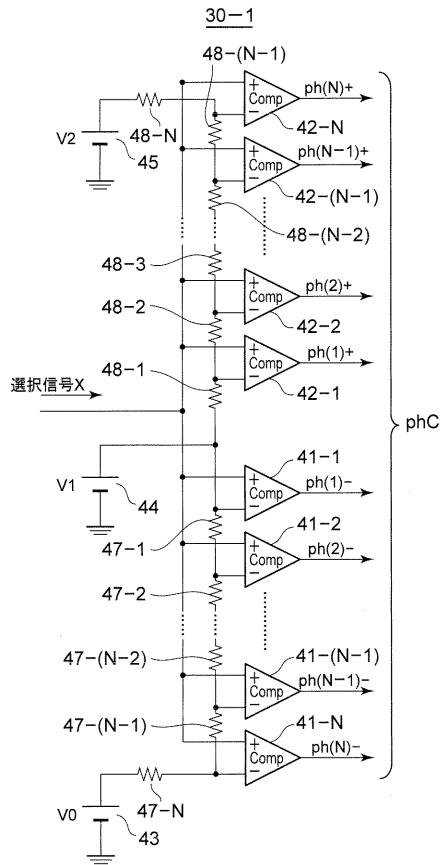 30-1
48-(N-1)
+
Comp
−
ph(N)+
42-N
48-N
V2
45
+
Comp
−
ph(N-1)+
42-(N-1)
48-(N-2)
48-3
+
Comp
−
ph(2)+
42-2
48-2
+
Comp
−
ph(1)+
42-1
48-1
選択信号X
phC
V1
44
41-1
+
Comp
−
ph(1)−
47-1
41-2
+
Comp
−
ph(2)−
47-2
47-(N-2)
41-(N-1)
+
Comp
−
ph(N-1)−
47-(N-1)
41-N
+
Comp
−
ph(N)−
47-N
V0
43